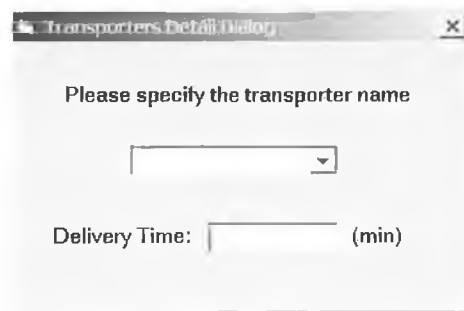 Transporters Detail Dialog
Please specify the transporter name
Delivery Time: (min)